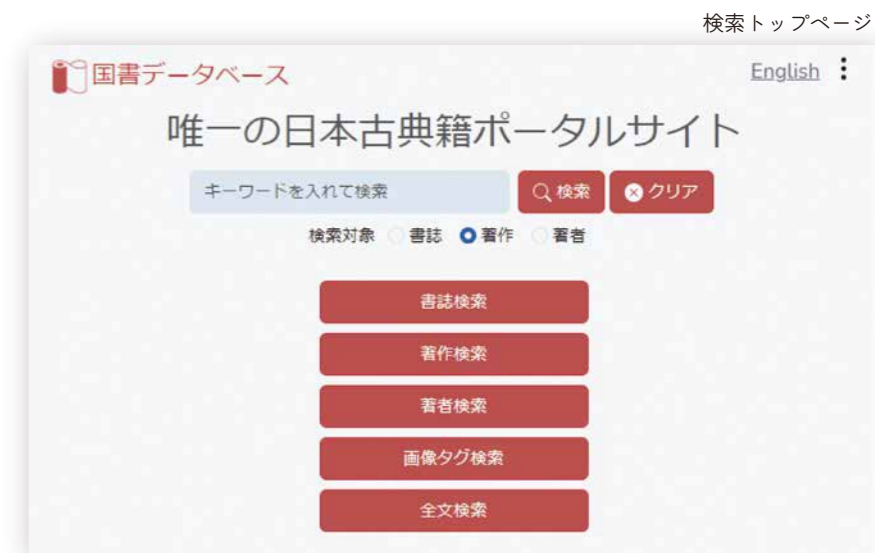 検索トップページ
国書データベース
English
唯一の日本古典籍ポータルサイト
キーワードを入れて検索
検索
クリア
検索対象 書誌 著作 著者
書誌検索
著作検索
著者検索
画像タグ検索
全文検索